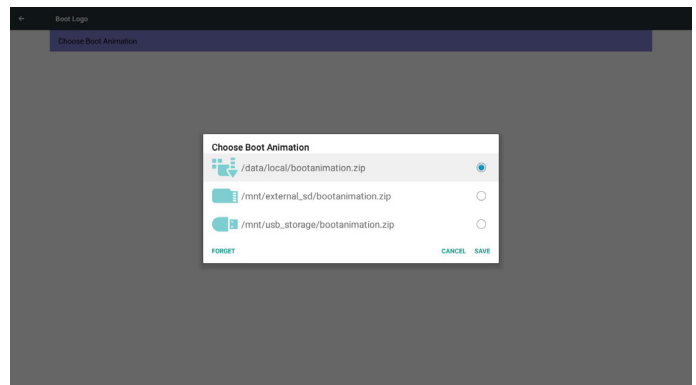 Boot Logo
Choose Boot Animation
Choose Boot Animation
/data/local/bootanimation.zip
/mnt/external_sd/bootanimation.zip
/mnt/usb_storage/bootanimation.zip
FORGET CANCEL SAVE